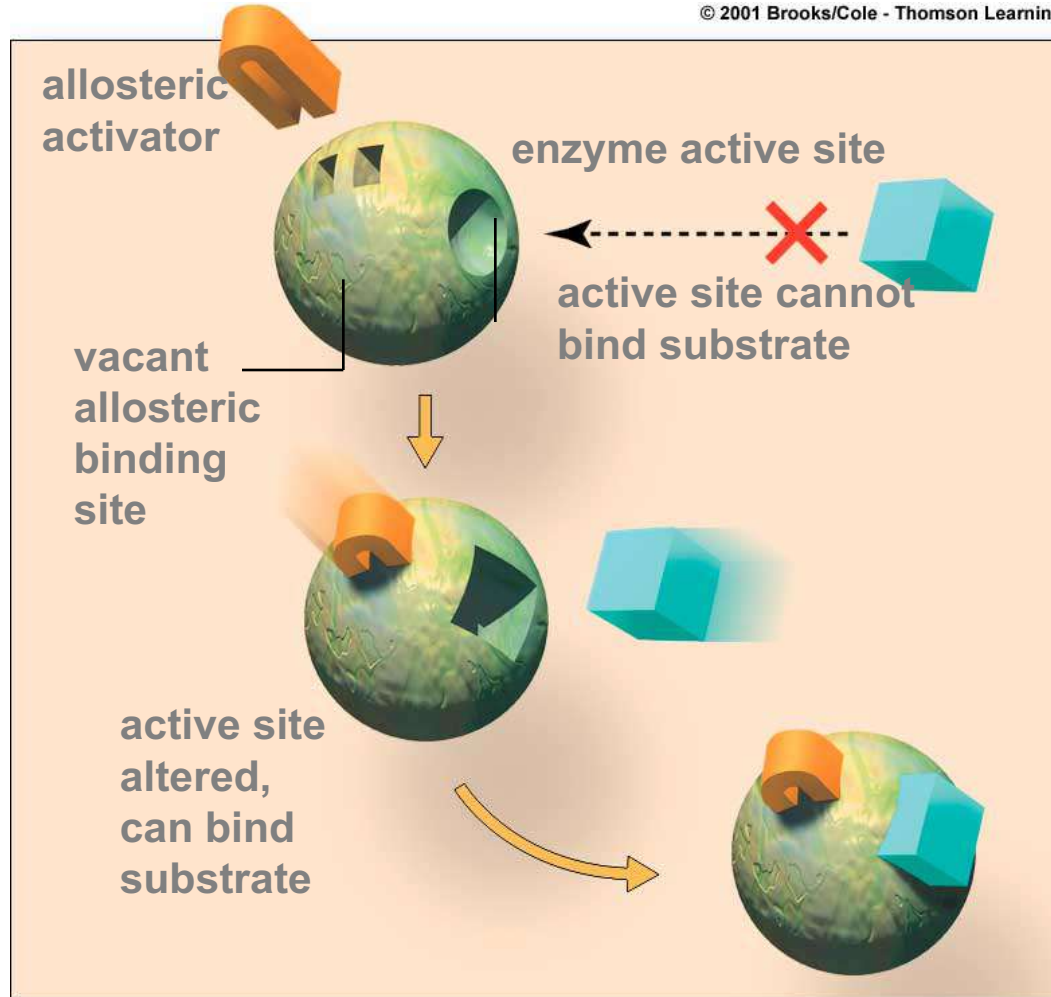 © 2001 Brooks/Cole - Thomson Learnin
allosteric
activator
enzyme active site
active site cannot
bind substrate
vacant
allosteric
binding
site
active site
altered,
can bind
substrate